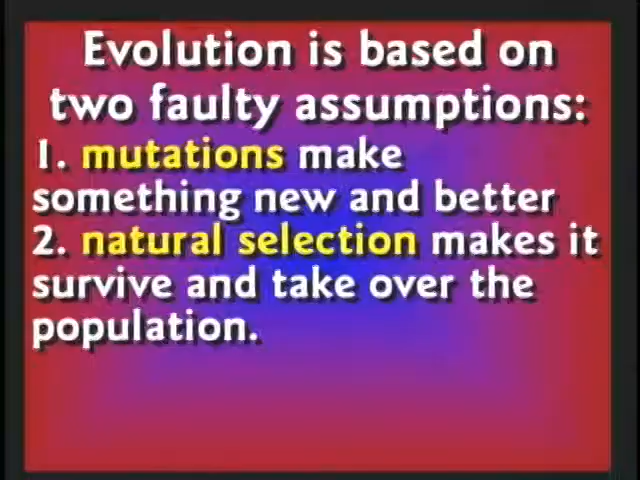 Evolution is based on
two faulty assumptions:
1. mutations make
something new and better
2. natural selection makes it
survive and take over the
population.